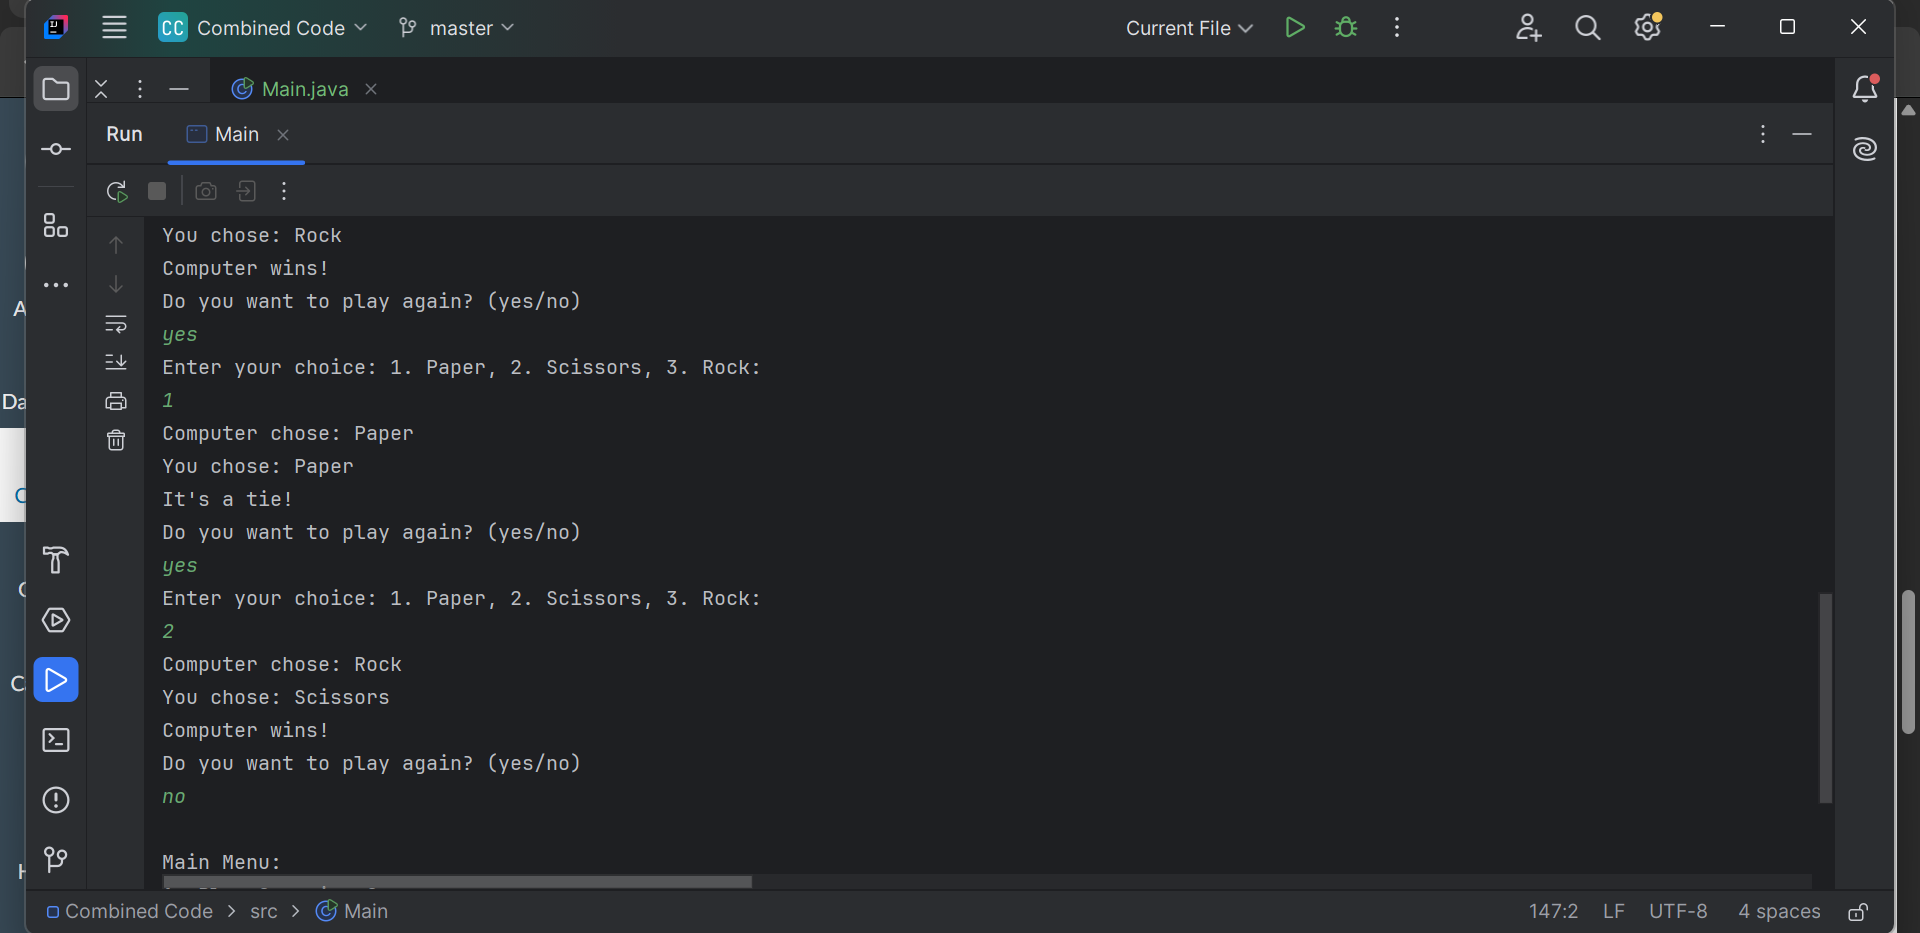 CC Combined Code master Current File
Main.java
Run Main
You chose: Rock
Computer wins!
Do you want to play again? (yes/no)
yes
Enter your choice: 1. Paper, 2. Scissors, 3. Rock:
1
Computer chose: Paper
You chose: Paper
It's a tie!
Do you want to play again? (yes/no)
yes
Enter your choice: 1. Paper, 2. Scissors, 3. Rock:
2
Computer chose: Rock
You chose: Scissors
Computer wins!
Do you want to play again? (yes/no)
no
Main Menu:
Combined Code > src > Main 147:2 LF UTF-8 4 spaces